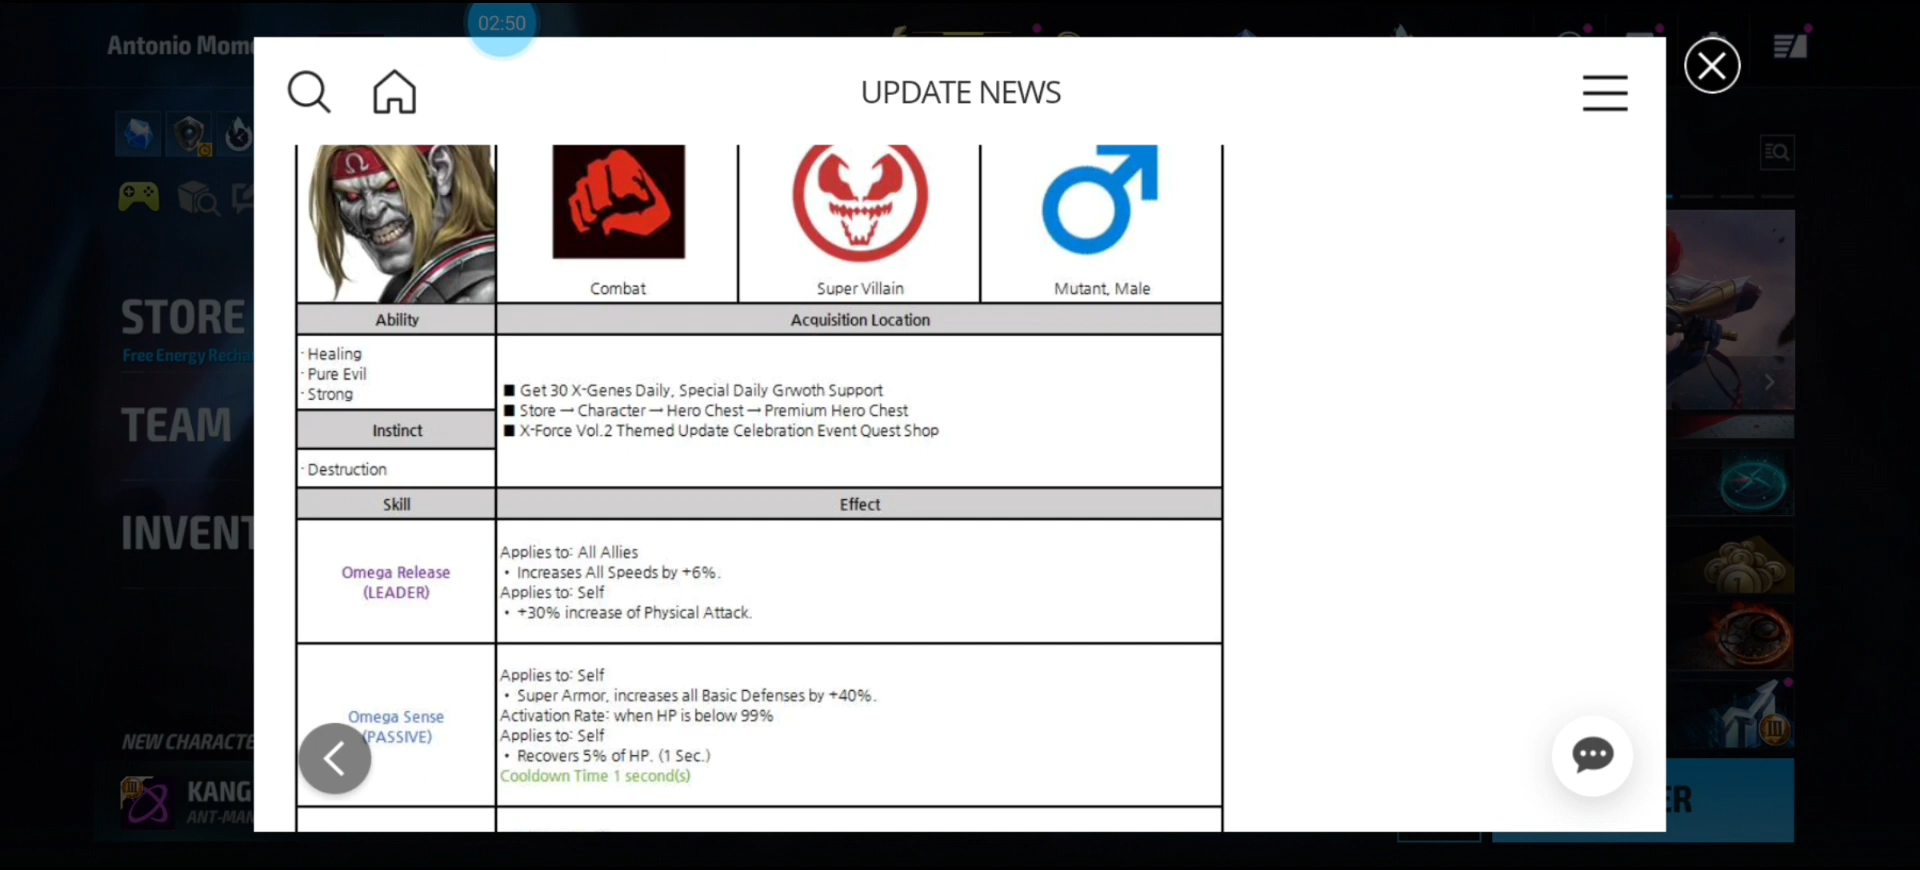 02:50
Antonio Mom
UPDATE NEWS
Combat
Super Villain
Mutant, Male
Ability
Acquisition Location
· Healing
· Pure Evil
· Strong
■ Get 30 X-Genes Daily, Special Daily Grwoth Support
■ Store → Character → Hero Chest → Premium Hero Chest
■ X-Force Vol.2 Themed Update Celebration Event Quest Shop
Instinct
· Destruction
Skill
Effect
Omega Release
(LEADER)
Applies to: All Allies
• Increases All Speeds by +6%.
Applies to: Self
• +30% increase of Physical Attack.
Omega Sense
(PASSIVE)
Applies to: Self
• Super Armor, increases all Basic Defenses by +40%.
Activation Rate: when HP is below 99%
Applies to: Self
• Recovers 5% of HP. (1 Sec.)
Cooldown Time 1 second(s)
STORE
Free Energy Recha
TEAM
INVENT
NEW CHARACTE
KANG
ANT-MAN
ER